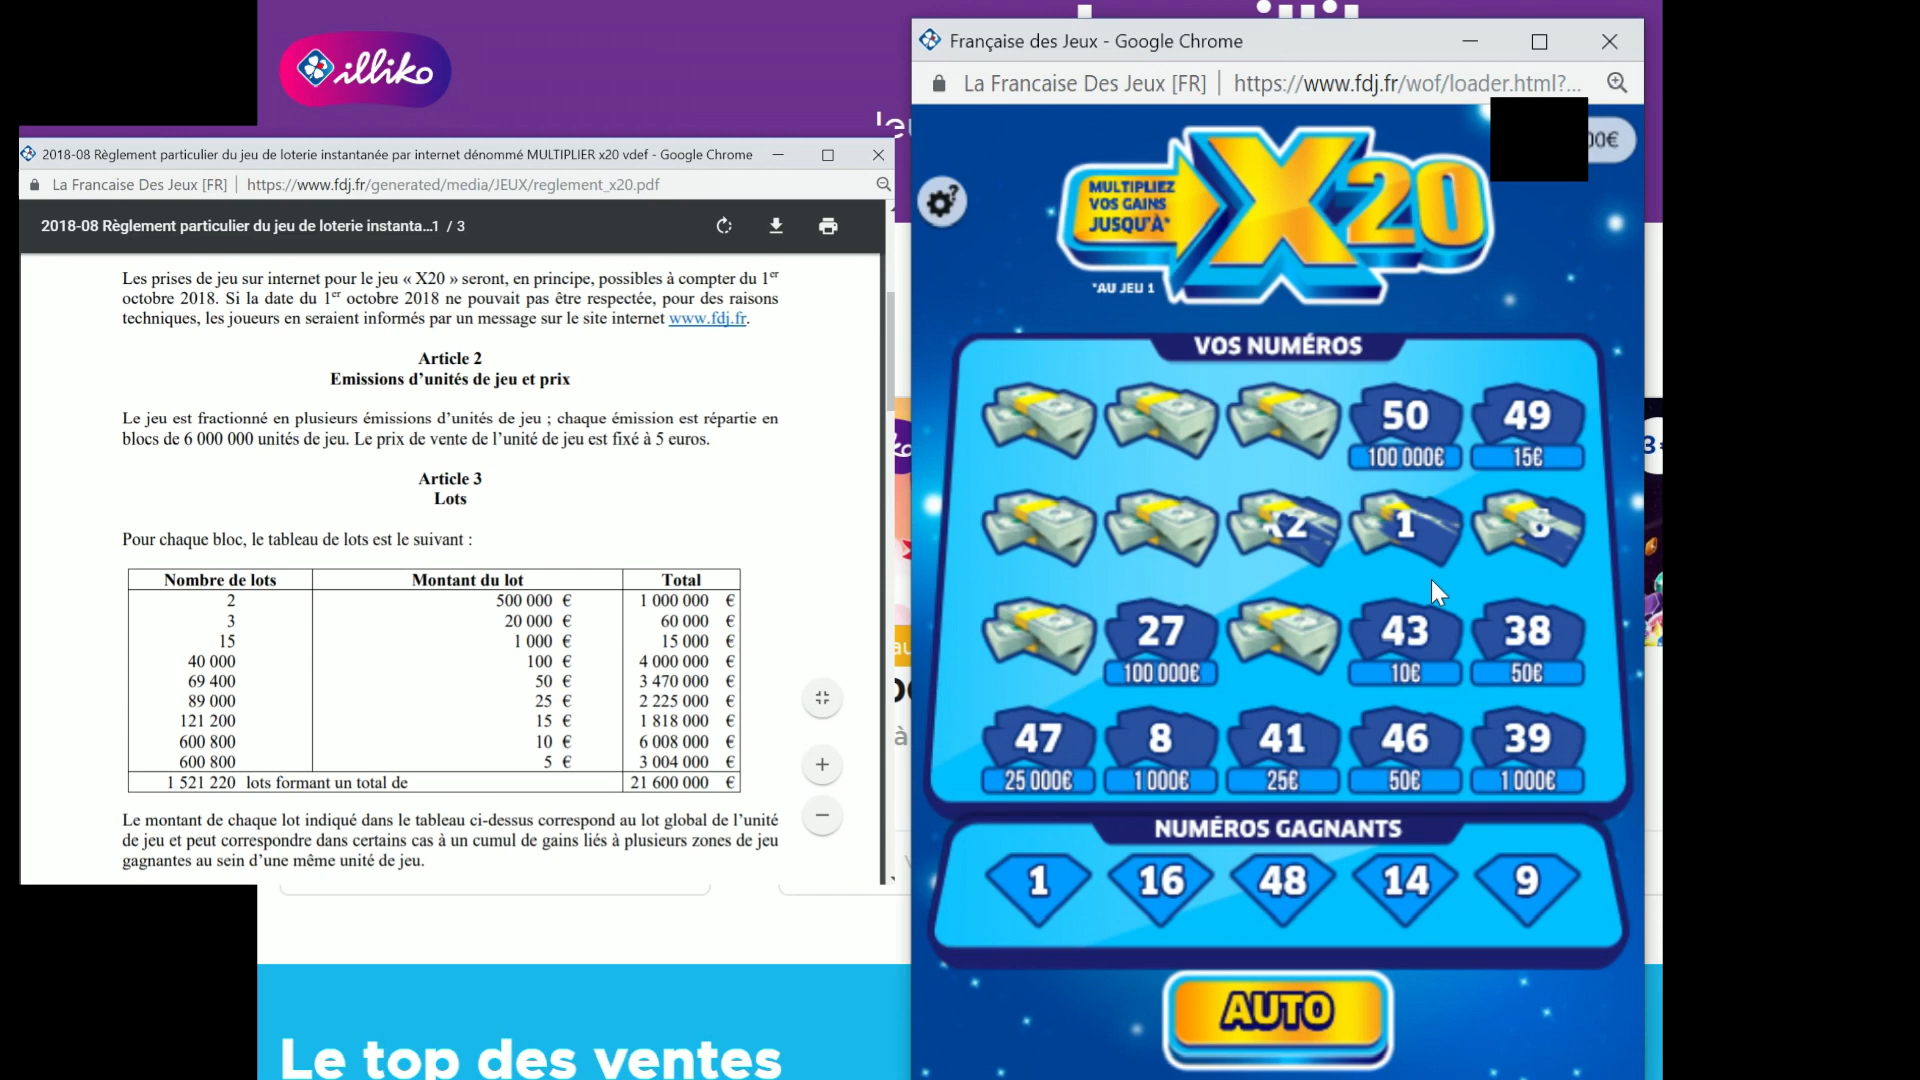 illiko
2018-08 Règlement particulier du jeu de loterie instantanée par internet dénommé MULTIPLIER x20 vdef - Google Chrome
La Francaise Des Jeux [FR] | https://www.fdj.fr/generated/media/JEUX/reglement_x20.pdf
2018-08 Règlement particulier du jeu de loterie instanta...1 / 3
Les prises de jeu sur internet pour le jeu « X20 » seront, en principe, possibles à compter du 1er
octobre 2018. Si la date du 1er octobre 2018 ne pouvait pas être respectée, pour des raisons
techniques, les joueurs en seraient informés par un message sur le site internet www.fdj.fr.
Article 2
Emissions d’unités de jeu et prix
Le jeu est fractionné en plusieurs émissions d’unités de jeu ; chaque émission est répartie en
blocs de 6 000 000 unités de jeu. Le prix de vente de l’unité de jeu est fixé à 5 euros.
Article 3
Lots
Pour chaque bloc, le tableau de lots est le suivant :
Nombre de lots Montant du lot Total
2 500 000 € 1 000 000 €
3 20 000 € 60 000 €
15 1 000 € 15 000 €
40 000 100 € 4 000 000 €
69 400 50 € 3 470 000 €
89 000 25 € 2 225 000 €
121 200 15 € 1 818 000 €
600 800 10 € 6 008 000 €
600 800 5 € 3 004 000 €
1 521 220 lots formant un total de 21 600 000 €
Le montant de chaque lot indiqué dans le tableau ci-dessus correspond au lot global de l’unité
de jeu et peut correspondre dans certains cas à un cumul de gains liés à plusieurs zones de jeu
gagnantes au sein d’une même unité de jeu.
Le top des ventes
Française des Jeux - Google Chrome
La Francaise Des Jeux [FR] | https://www.fdj.fr/wof/loader.html?...
00€
MULTIPLIEZ
VOS GAINS
JUSQU'À*
X20
*AU JEU 1
VOS NUMÉROS
50 49
100 000€ 15€
X2 1
27 43 38
100 000€ 10€ 50€
47 8 41 46 39
25 000€ 1 000€ 25€ 50€ 1 000€
NUMÉROS GAGNANTS
1 16 48 14 9
AUTO